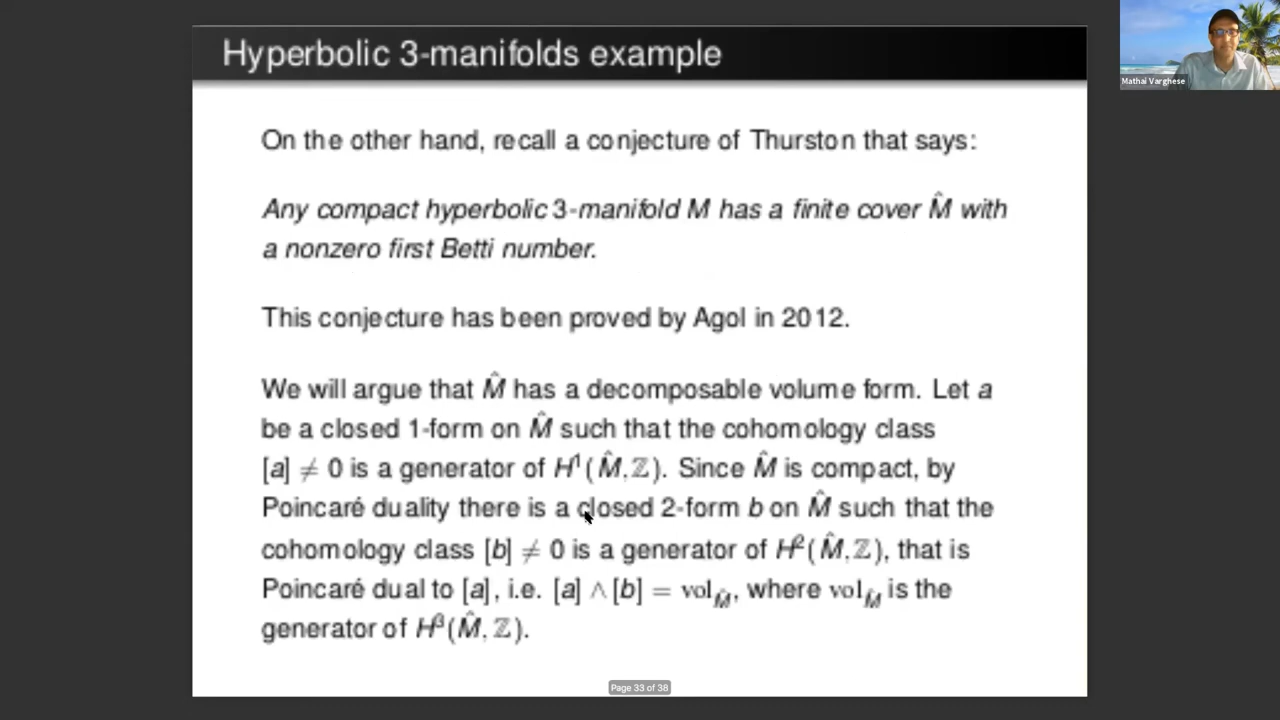 Hyperbolic 3-manifolds example
Mathai Varghese
On the other hand, recall a conjecture of Thurston that says:
Any compact hyperbolic 3-manifold M has a finite cover M̂ with
a nonzero first Betti number.
This conjecture has been proved by Agol in 2012.
We will argue that M̂ has a decomposable volume form. Let a
be a closed 1-form on M̂ such that the cohomology class
[a] ≠ 0 is a generator of H¹(M̂, ℤ). Since M̂ is compact, by
Poincaré duality there is a closed 2-form b on M̂ such that the
cohomology class [b] ≠ 0 is a generator of H²(M̂, ℤ), that is
Poincaré dual to [a], i.e. [a] ∧ [b] = vol_M̂, where vol_M̂ is the
generator of H³(M̂, ℤ).
Page 33 of 38